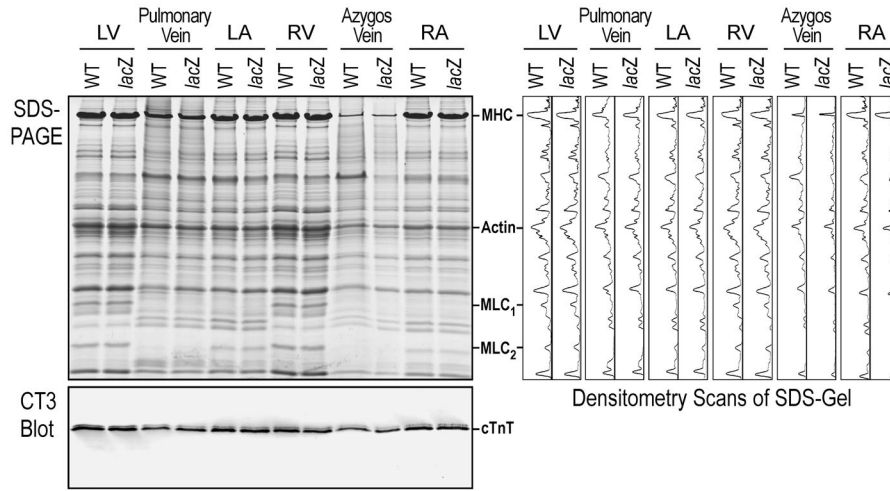 LV
Pulmonary
Vein
LA
RV
Azygos
Vein
RA
WT
lacZ
WT
lacZ
WT
lacZ
WT
lacZ
WT
lacZ
WT
lacZ
SDS-
PAGE
MHC
Actin
MLC1
MLC2
CT3
Blot
cTnT
LV
Pulmonary
Vein
LA
RV
Azygos
Vein
RA
WT
lacZ
WT
lacZ
WT
lacZ
WT
lacZ
WT
lacZ
WT
lacZ
Densitometry Scans of SDS-Gel